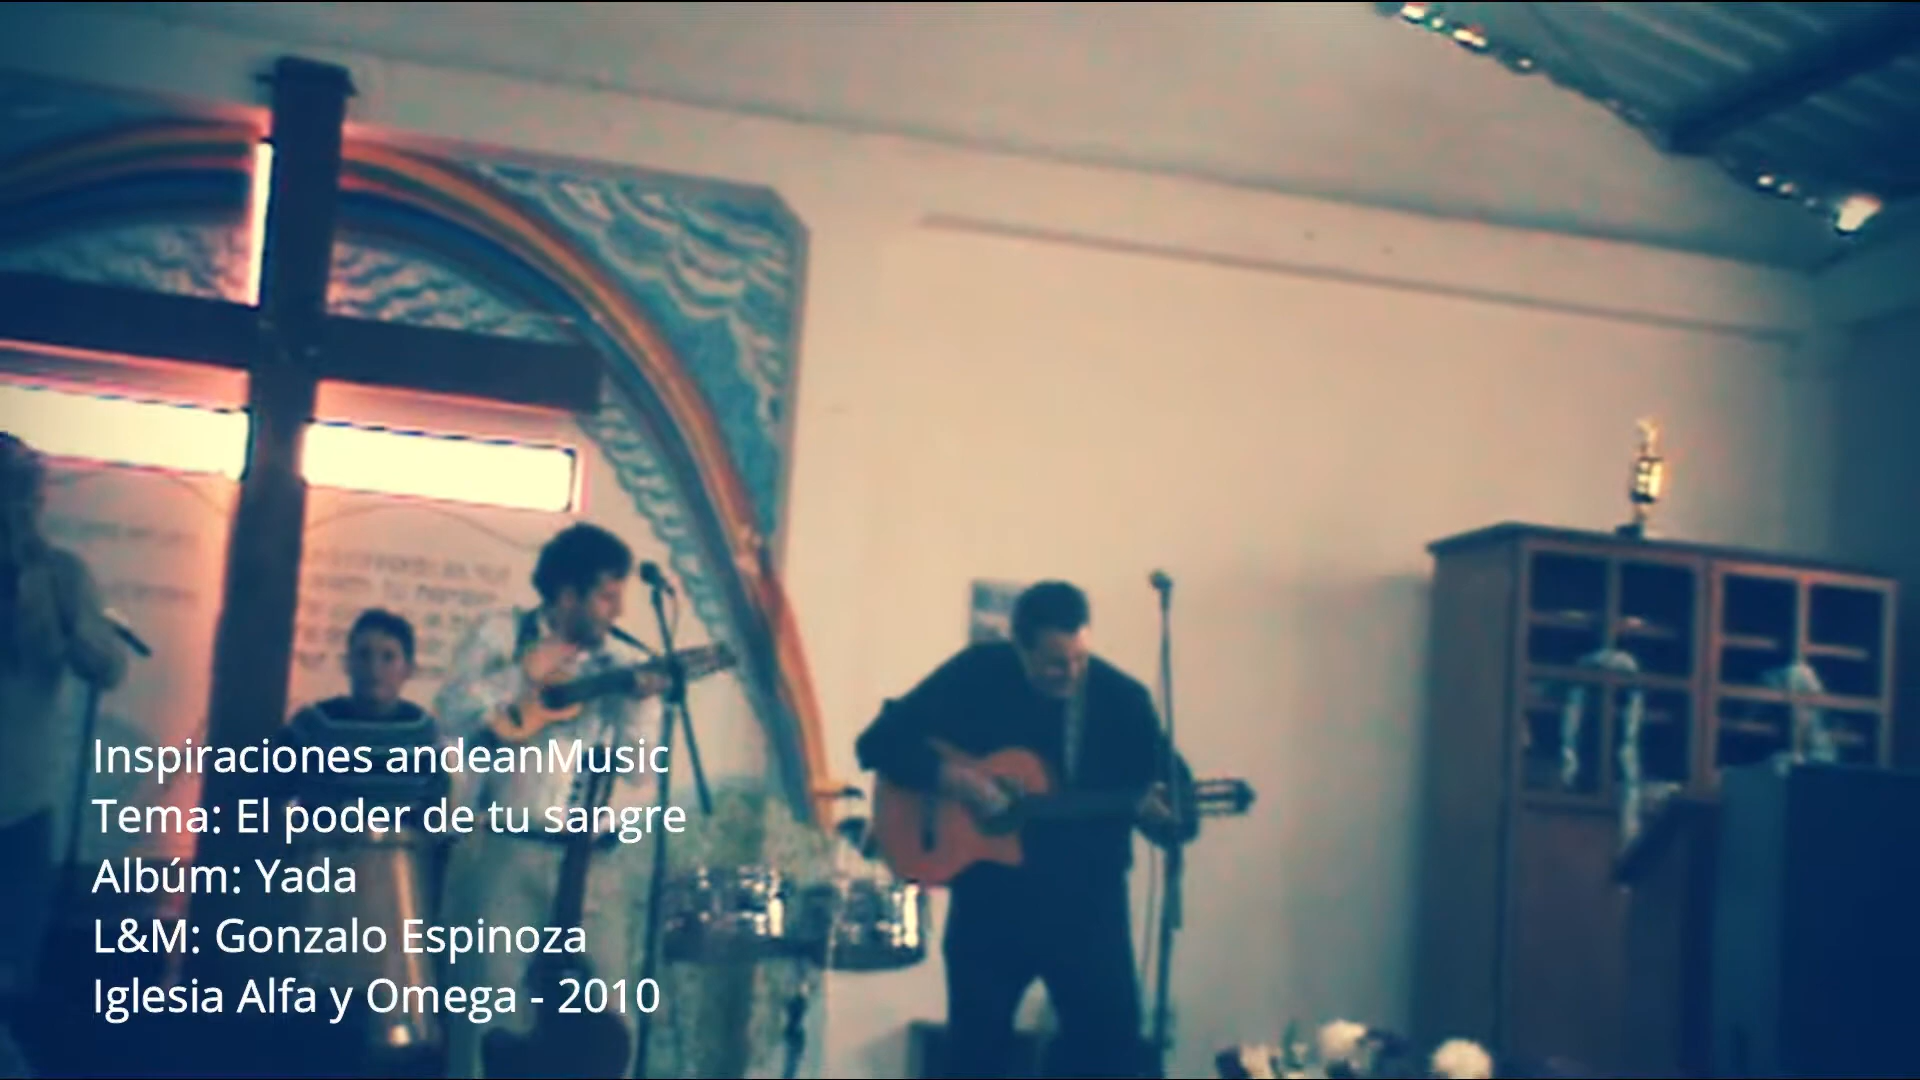 Inspiraciones andeanMusic
Tema: El poder de tu sangre
Albúm: Yada
L&M: Gonzalo Espinoza
Iglesia Alfa y Omega - 2010